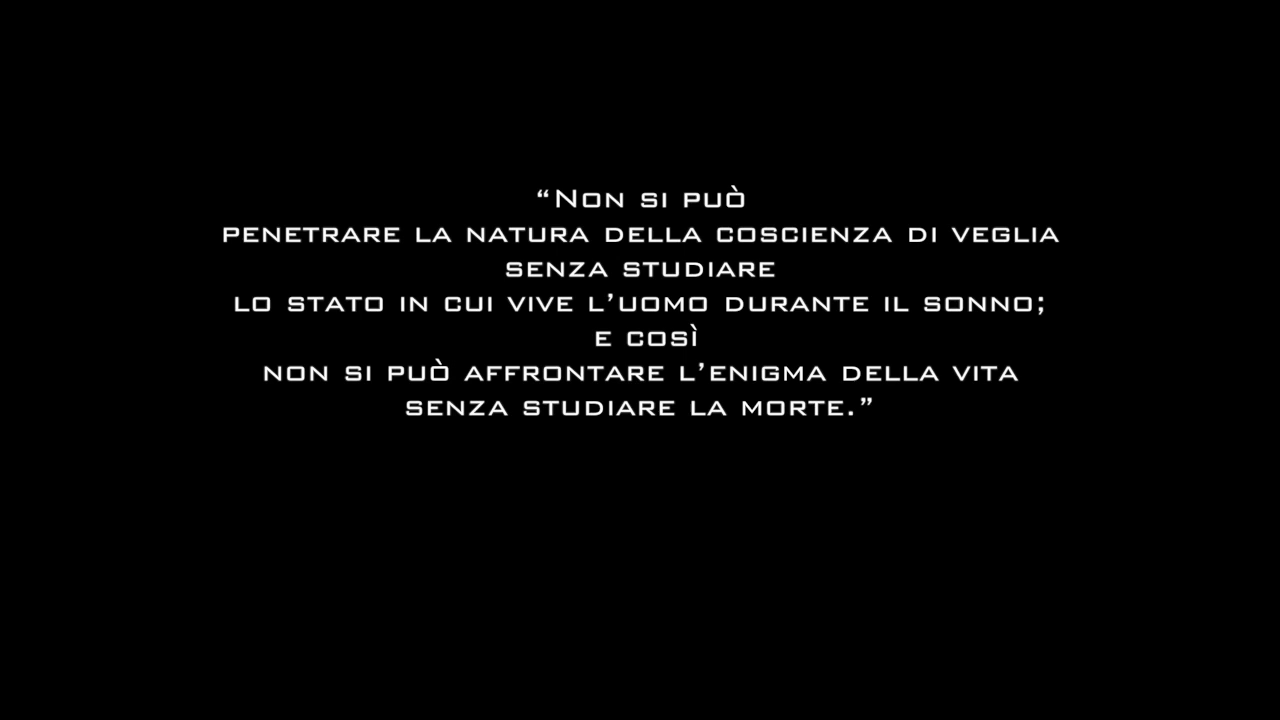 “Non si può
penetrare la natura della coscienza di veglia
senza studiare
lo stato in cui vive l’uomo durante il sonno;
e così
non si può affrontare l’enigma della vita
senza studiare la morte.”